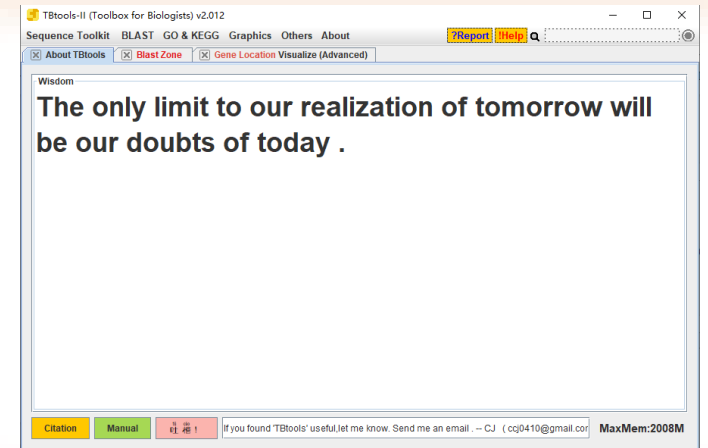 TBtools-II (Toolbox for Biologists) v2.012
Sequence Toolkit BLAST GO & KEGG Graphics Others About ?Report !Help
About TBtools Blast Zone Gene Location Visualize (Advanced)
Wisdom
The only limit to our realization of tomorrow will
be our doubts of today .
Citation Manual 吐 槽 ! If you found 'TBtools' useful,let me know. Send me an email . -- CJ ( ccj0410@gmail.cor MaxMem:2008M